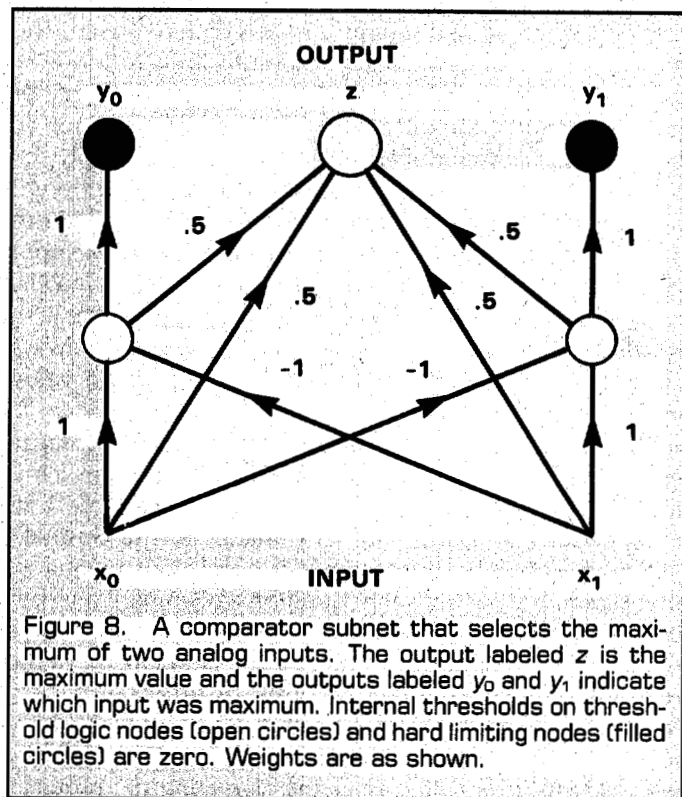 OUTPUT
y₀ z y₁
1 .5 .5 1
.5 .5
-1 -1
1 1
x₀ INPUT x₁
Figure 8. A comparator subnet that selects the maxi-
mum of two analog inputs. The output labeled z is the
maximum value and the outputs labeled y₀ and y₁ indicate
which input was maximum. Internal thresholds on thresh-
old logic nodes (open circles) and hard limiting nodes (filled
circles) are zero. Weights are as shown.